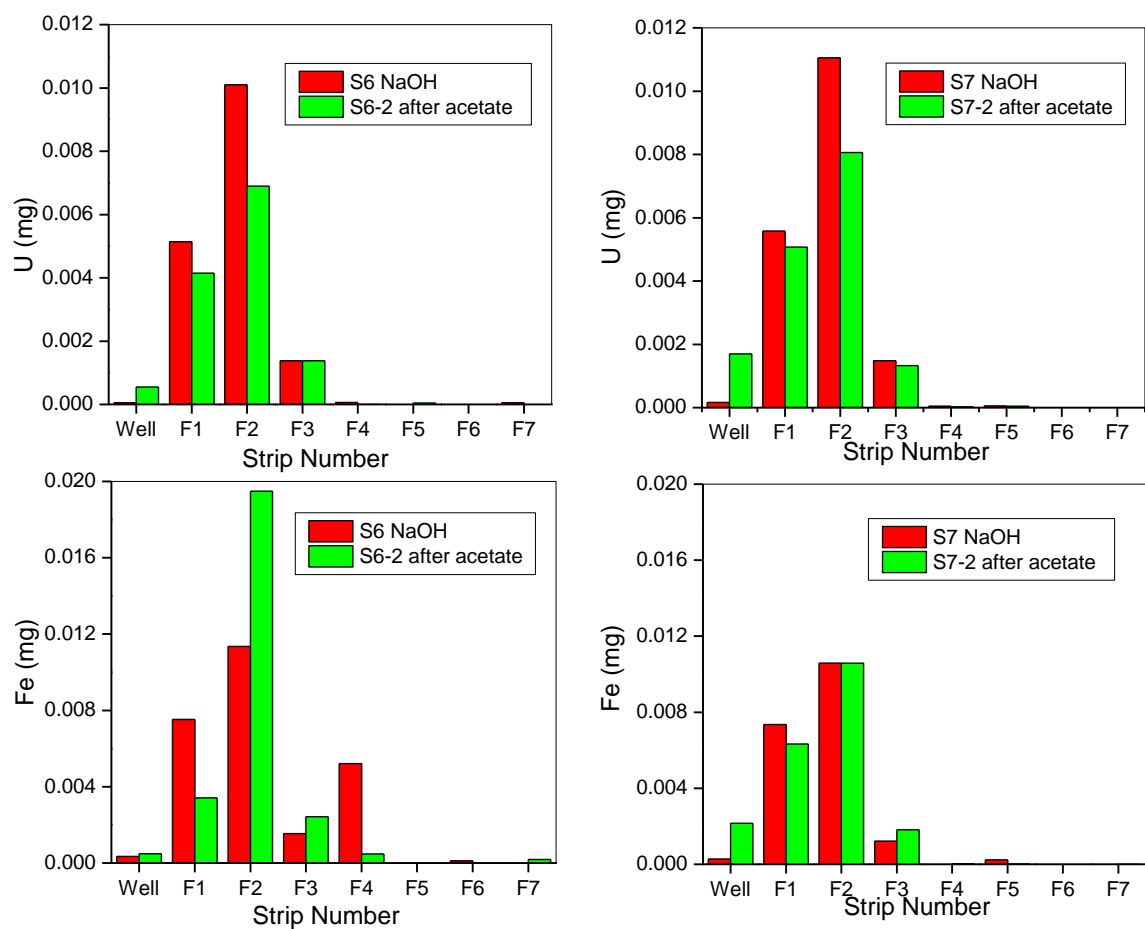 0.012
0.010
0.008
0.006
0.004
0.002
0.000
U (mg)
S6 NaOH
S6-2 after acetate
Well F1 F2 F3 F4 F5 F6 F7
Strip Number
0.012
0.010
0.008
0.006
0.004
0.002
0.000
U (mg)
S7 NaOH
S7-2 after acetate
Well F1 F2 F3 F4 F5 F6 F7
Strip Number
0.020
0.016
0.012
0.008
0.004
0.000
Fe (mg)
S6 NaOH
S6-2 after acetate
Well F1 F2 F3 F4 F5 F6 F7
Strip Number
0.020
0.016
0.012
0.008
0.004
0.000
Fe (mg)
S7 NaOH
S7-2 after acetate
Well F1 F2 F3 F4 F5 F6 F7
Strip Number